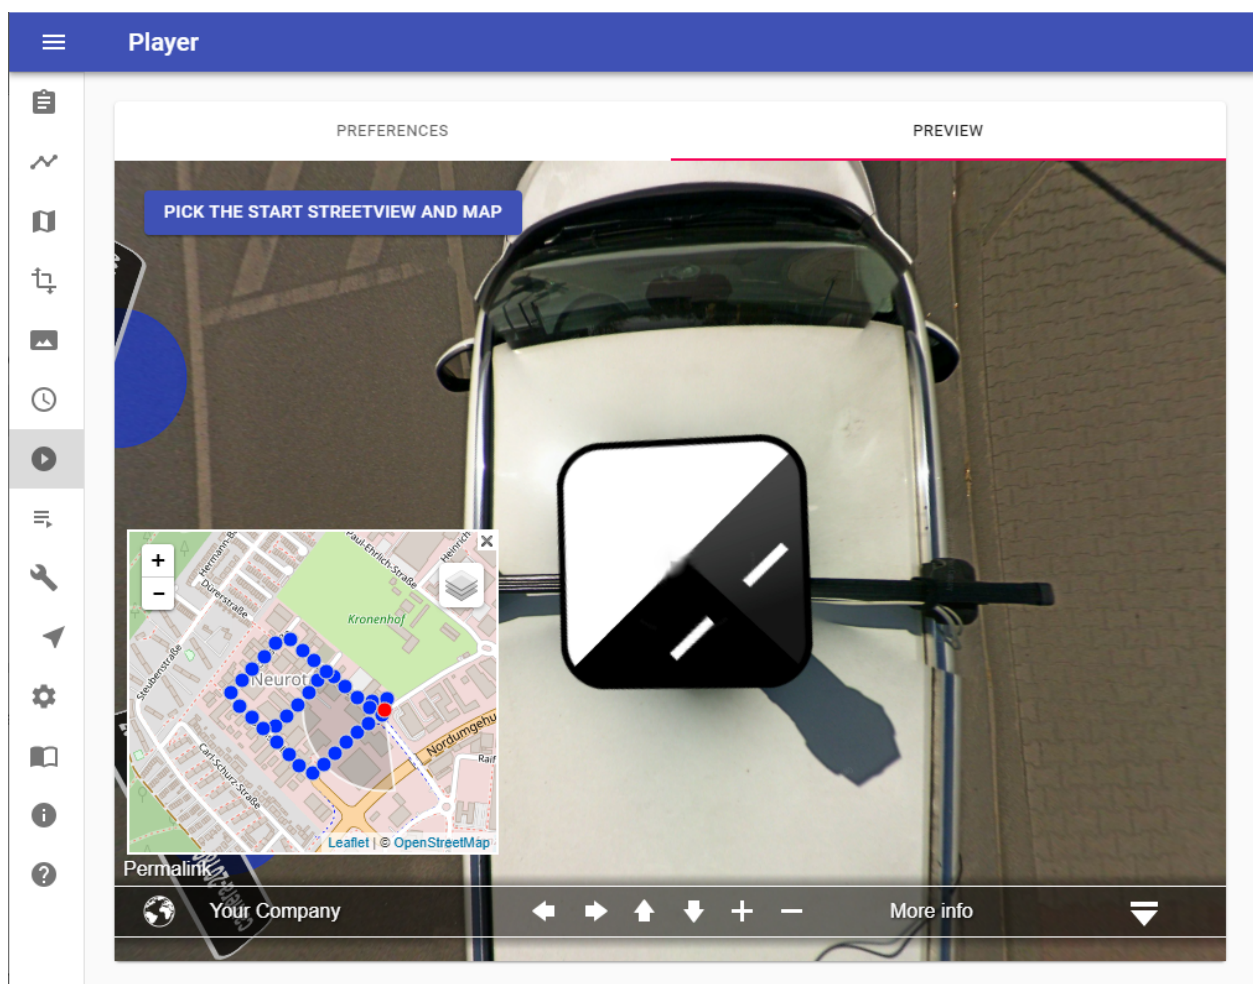 Player
PREFERENCES
PREVIEW
PICK THE START STREETVIEW AND MAP
+
−
Paul-Ehrlich-Straße
Heinrich
Dürerstraße
Kronenhof
Steubenstraße
Neurot
Nordumgehu
Carl-Schurz-Straße
Raif
Leaflet | © OpenStreetMap
Permalink
Your Company
More info